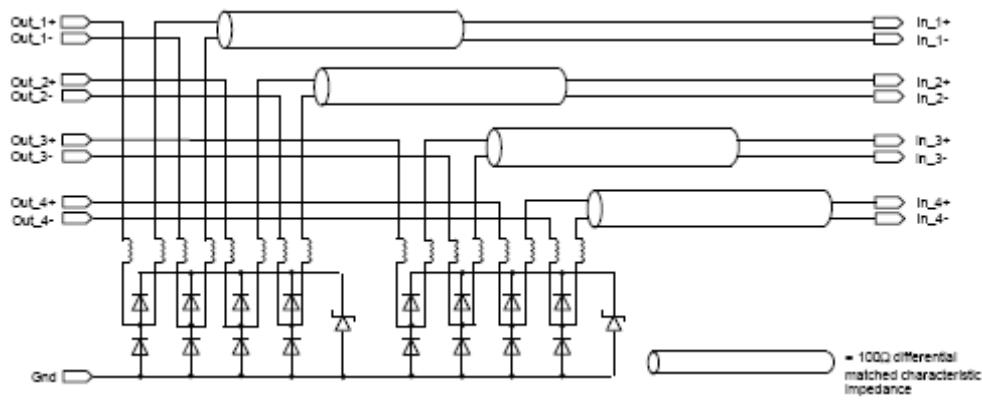 Out_1+ In_1+
Out_1- In_1-
Out_2+ In_2+
Out_2- In_2-
Out_3+ In_3+
Out_3- In_3-
Out_4+ In_4+
Out_4- In_4-
Gnd
= 100Ω differential
matched characteristic
impedance